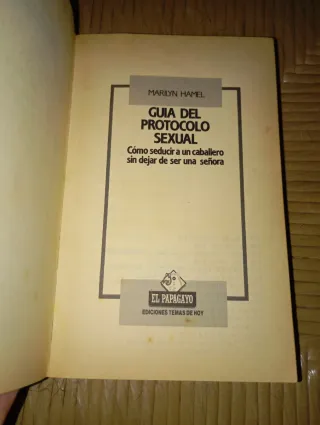 MARILYN HAMEL
GUIA DEL
PROTOCOLO
SEXUAL
Cómo seducir a un caballero
sin dejar de ser una señora
EL PAPAGAYO
EDICIONES TEMAS DE HOY